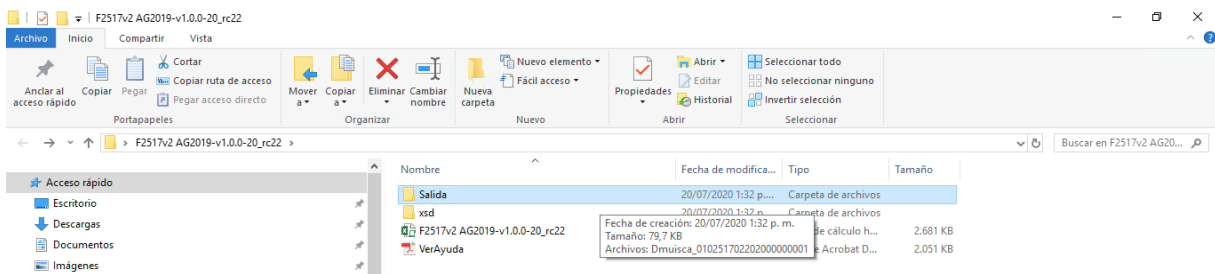 F2517v2 AG2019-v1.0.0-20_rc22
Archivo Inicio Compartir Vista
Anclar al acceso rápido
Copiar
Pegar
Cortar
Copiar ruta de acceso
Pegar acceso directo
Portapapeles
Mover a
Copiar a
Eliminar
Cambiar nombre
Organizar
Nueva carpeta
Nuevo elemento
Fácil acceso
Nuevo
Propiedades
Abrir
Editar
Historial
Abrir
Seleccionar todo
No seleccionar ninguno
Invertir selección
Seleccionar
F2517v2 AG2019-v1.0.0-20_rc22
Buscar en F2517v2 AG20...
Acceso rápido
Escritorio
Descargas
Documentos
Imágenes
Nombre Fecha de modifica... Tipo Tamaño
Salida 20/07/2020 1:32 p.... Carpeta de archivos
xsd 20/07/2020 1:32 p.... Carpeta de archivos
F2517v2 AG2019-v1.0.0-20_rc22 de cálculo h... 2.681 KB
VerAyuda e Acrobat D... 2.051 KB
Fecha de creación: 20/07/2020 1:32 p. m.
Tamaño: 79,7 KB
Archivos: Dmuisca_010251702202000000001